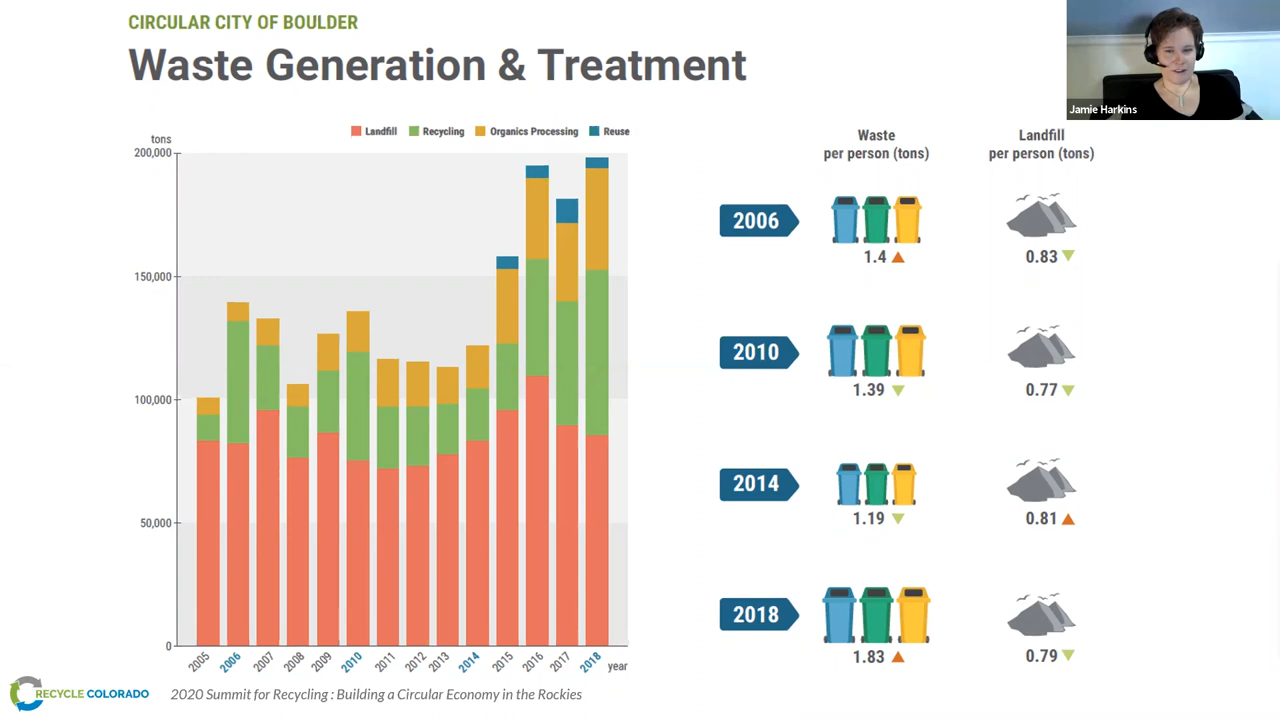 CIRCULAR CITY OF BOULDER
Waste Generation & Treatment
Jamie Harkins
tons
Landfill Recycling Organics Processing Reuse
200,000
150,000
100,000
50,000
0
2005 2006 2007 2008 2009 2010 2011 2012 2013 2014 2015 2016 2017 2018 year
Waste
per person (tons)
Landfill
per person (tons)
2006
1.4
0.83
2010
1.39
0.77
2014
1.19
0.81
2018
1.83
0.79
RECYCLE COLORADO
2020 Summit for Recycling : Building a Circular Economy in the Rockies